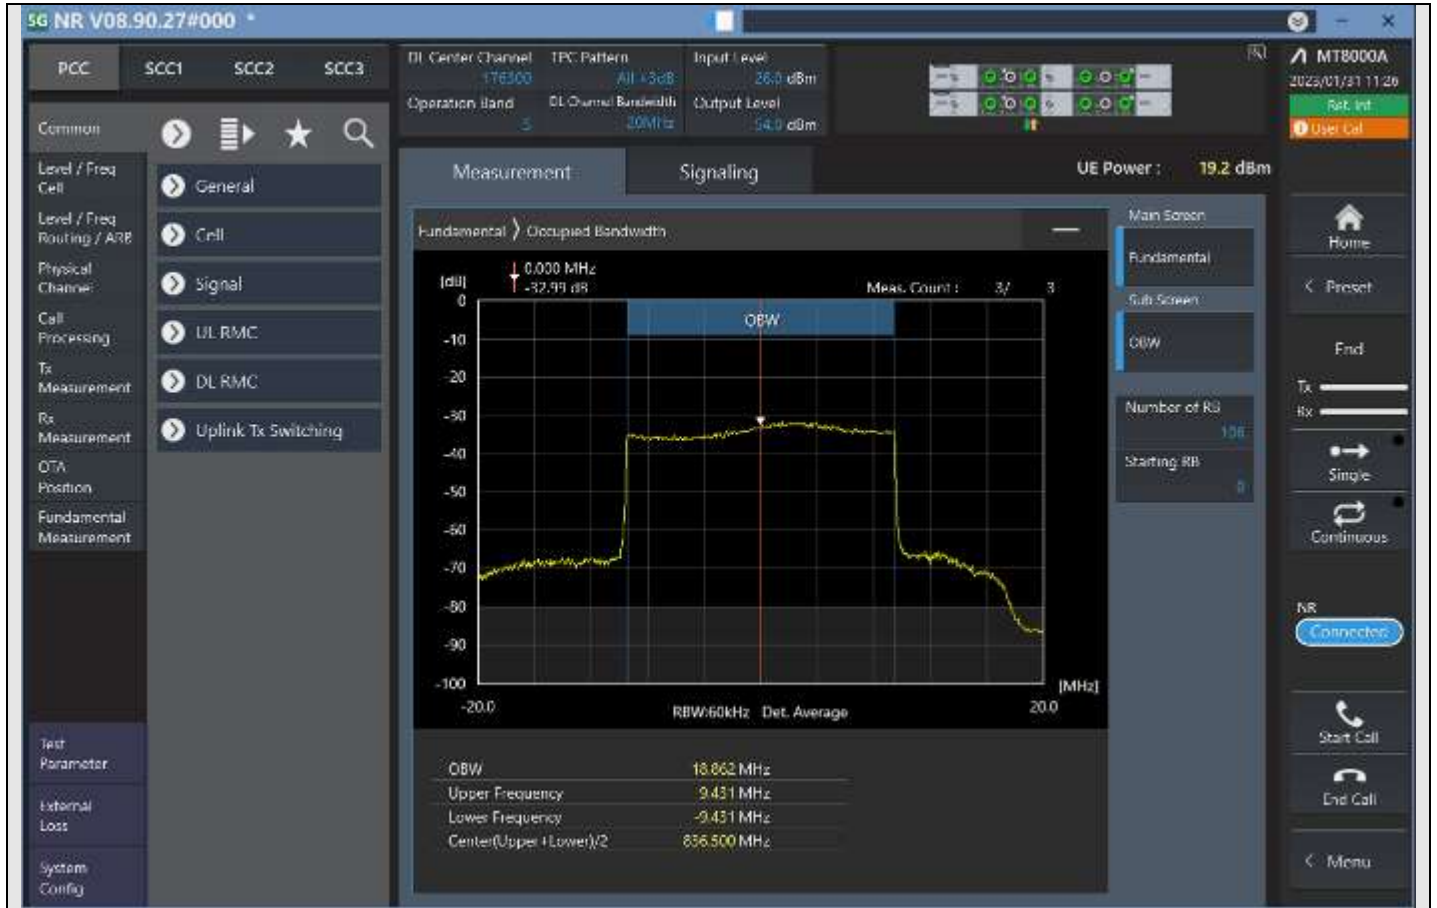 SG NR V08.90.27#000 *
PCC SCC1 SCC2 SCC3
DL Center Channel TPC Pattern Input Level
176300 All +3dB 26.0 dBm
Operation Band DL Channel Bandwidth Output Level
5 20MHz -54.0 dBm
MT8000A
2023/01/31 11:26
Ref. Int
User Cal
Common
Level / Freq
Cell
Level / Freq
Routing / ARB
Physical
Channel
Call
Processing
Tx
Measurement
Rx
Measurement
OTA
Position
Fundamental
Measurement
Test
Parameter
External
Loss
System
Config
General
Cell
Signal
UL RMC
DL RMC
Uplink Tx Switching
Measurement Signaling
UE Power : 19.2 dBm
Fundamental Occupied Bandwidth
[dB] 0.000 MHz
-32.99 dB Meas. Count : 3/ 3
OBW
0
-10
-20
-30
-40
-50
-60
-70
-80
-90
-100
[MHz]
-20.0 20.0
RBW:60kHz Det. Average
OBW 18.862 MHz
Upper Frequency 9.431 MHz
Lower Frequency -9.431 MHz
Center(Upper+Lower)/2 836.500 MHz
Main Screen
Fundamental
Sub Screen
OBW
Number of RB
106
Starting RB
0
Home
< Preset
End
Tx
Rx
Single
Continuous
NR
Connected
Start Call
End Call
< Menu